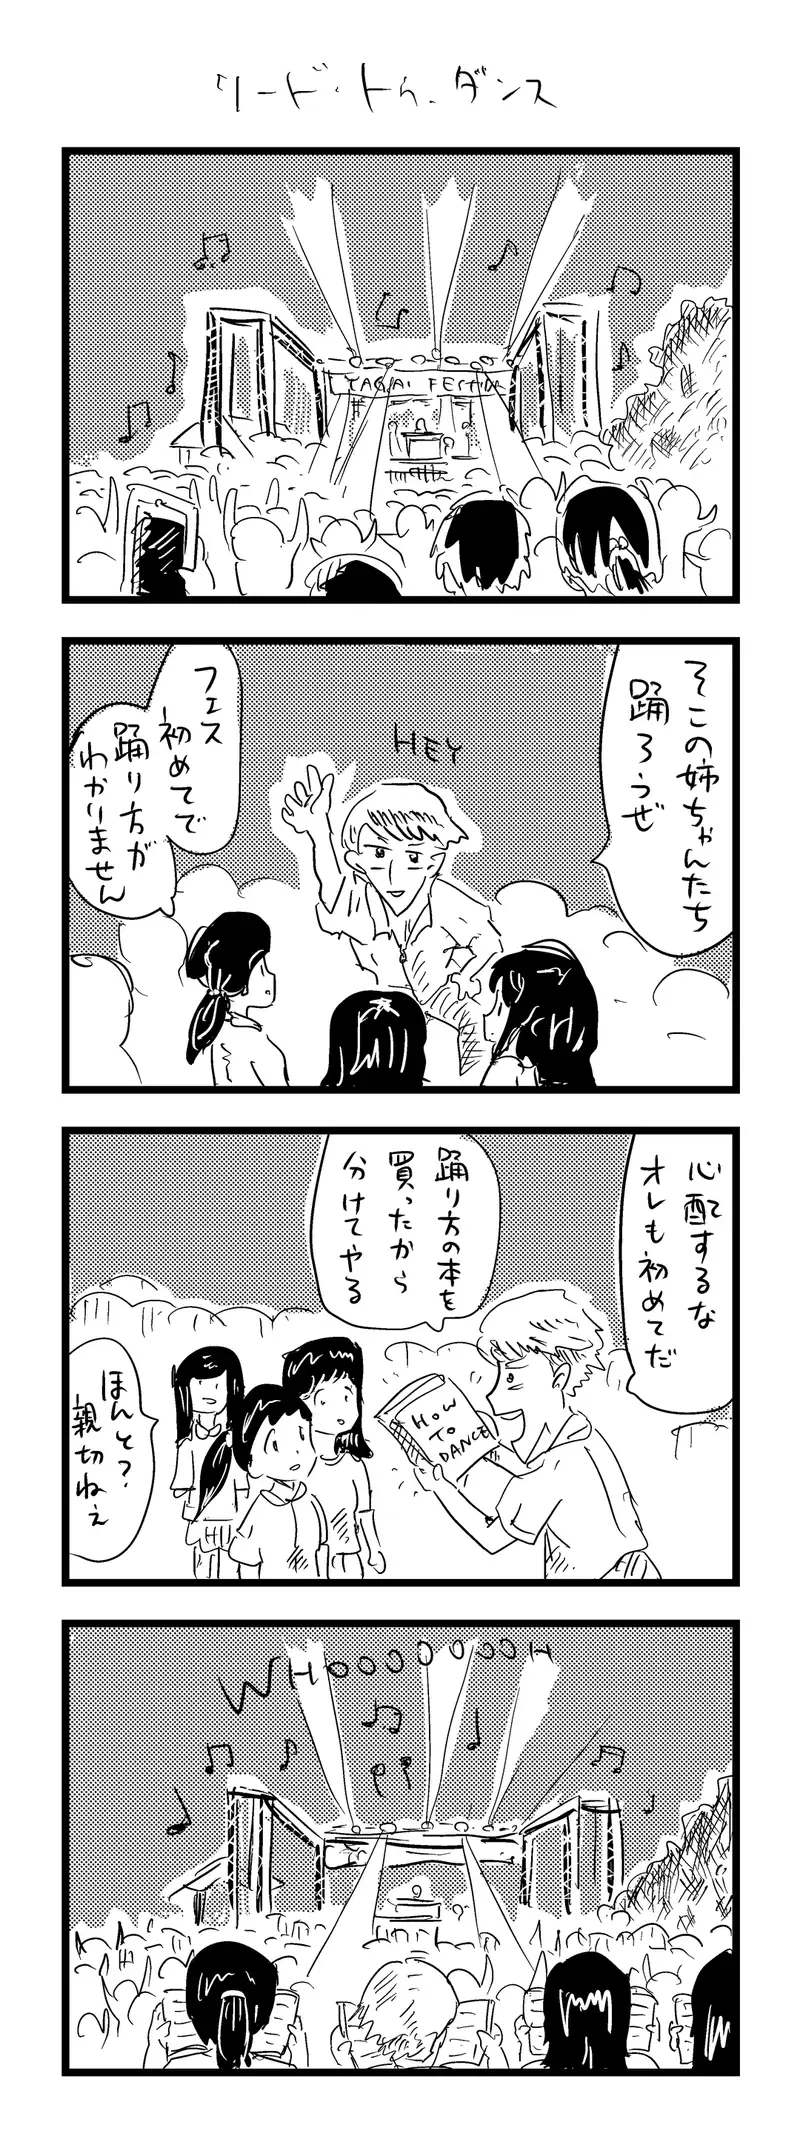 リード・トゥ・ダンス
YAGAI FESTIVAL
そこの姉ちゃんたち
踊ろうぜ
HEY
フェス
初めてで
踊り方が
わかりません
心配するな
オレも初めてだ
踊り方の本を
買ったから
分けてやる
HOW
TO
DANCE
ほんと?
親切ねえ
WHOOOOOOOH